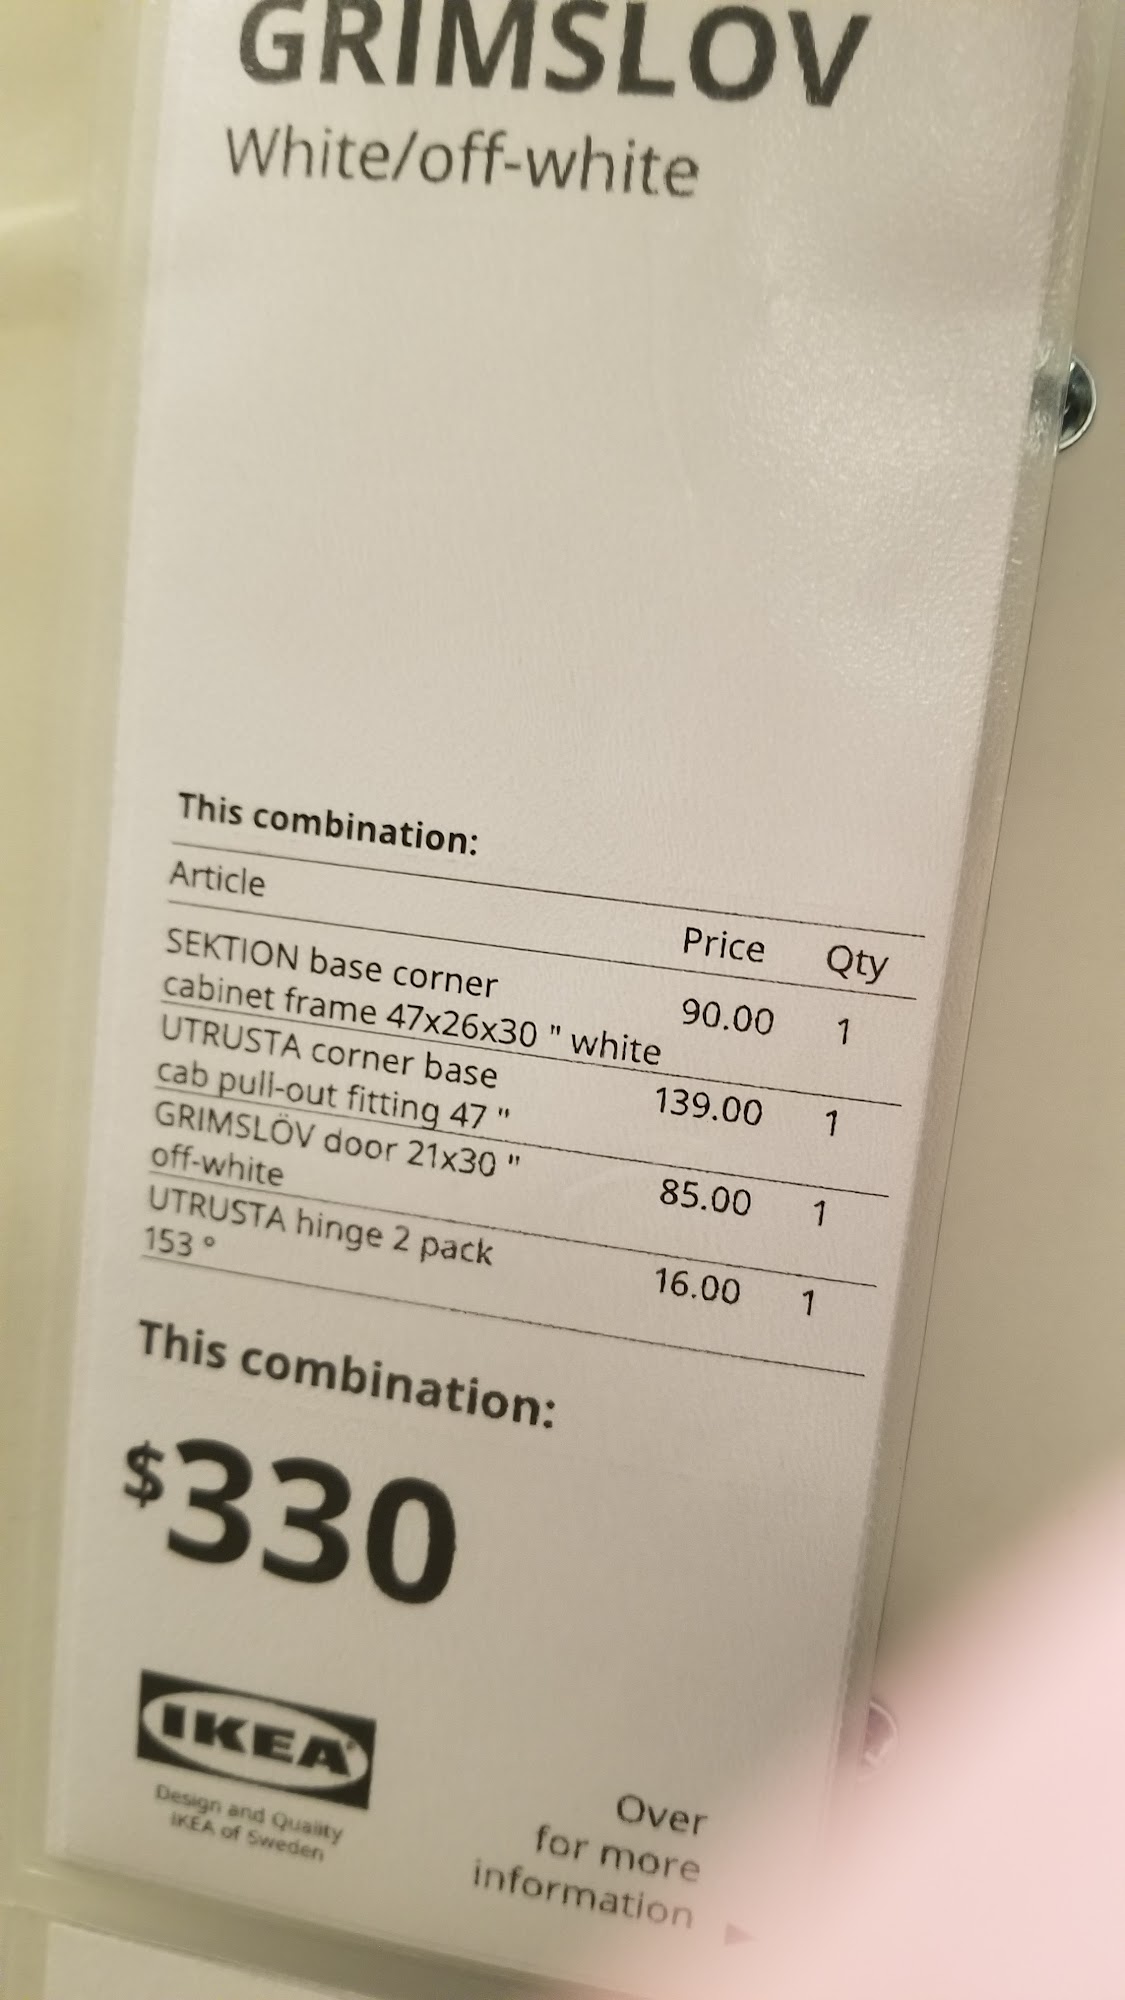 GRIMSLÖV
White/off-white
This combination:
Article Price Qty
SEKTION base corner
cabinet frame 47x26x30 " white 90.00 1
UTRUSTA corner base
cab pull-out fitting 47 " 139.00 1
GRIMSLÖV door 21x30 "
off-white 85.00 1
UTRUSTA hinge 2 pack
153 ° 16.00 1
This combination:
$330
IKEA
Design and Quality
IKEA of Sweden
Over
for more
information